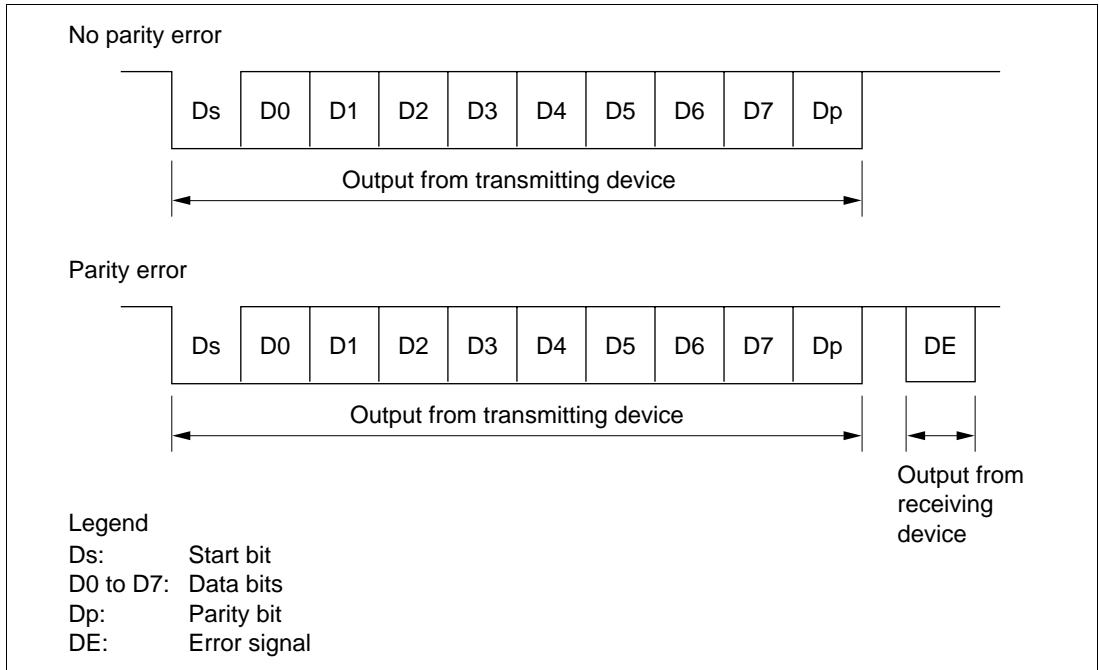 No parity error
Ds D0 D1 D2 D3 D4 D5 D6 D7 Dp
Output from transmitting device
Parity error
Ds D0 D1 D2 D3 D4 D5 D6 D7 Dp DE
Output from transmitting device
Output from
receiving
device
Legend
Ds: Start bit
D0 to D7: Data bits
Dp: Parity bit
DE: Error signal